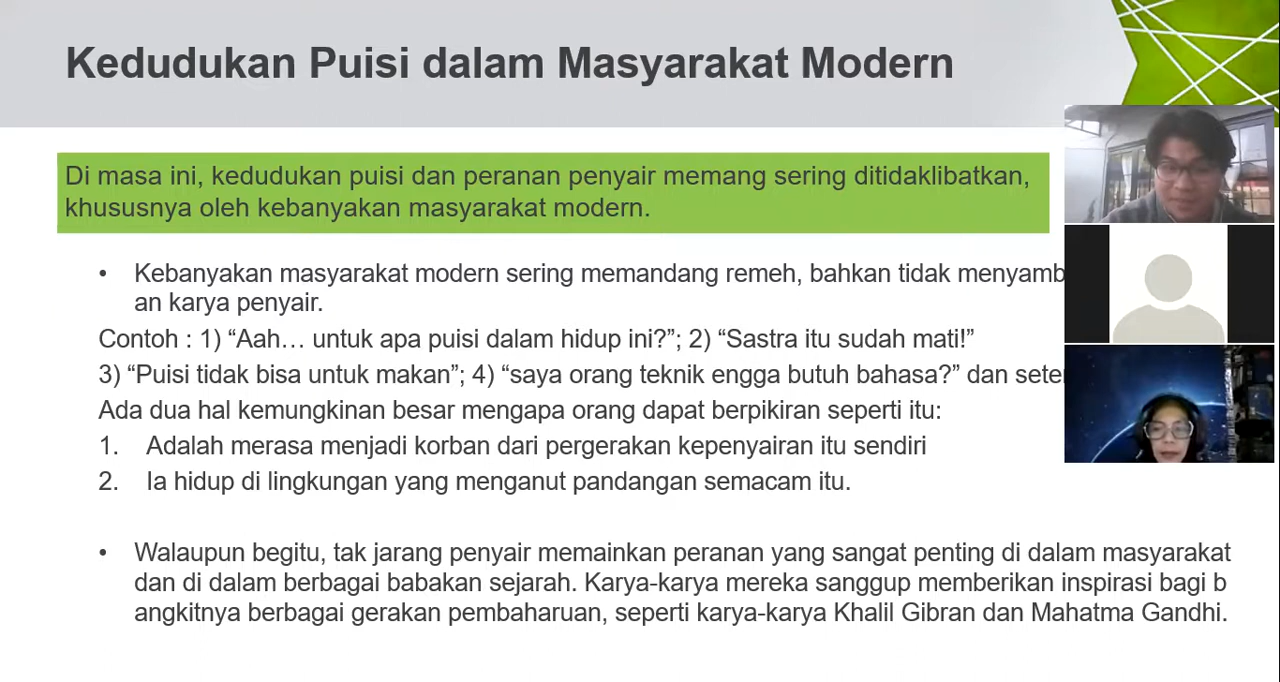 Kedudukan Puisi dalam Masyarakat Modern
Di masa ini, kedudukan puisi dan peranan penyair memang sering ditidaklibatkan,
khususnya oleh kebanyakan masyarakat modern.
• Kebanyakan masyarakat modern sering memandang remeh, bahkan tidak
an karya penyair.
Contoh : 1) “Aah… untuk apa puisi dalam hidup ini?”; 2) “Sastra itu sudah mati!”
3) “Puisi tidak bisa untuk makan”; 4) “saya orang teknik engga butuh bahasa?” dan
Ada dua hal kemungkinan besar mengapa orang dapat berpikiran seperti itu:
1. Adalah merasa menjadi korban dari pergerakan kepenyairan itu sendiri
2. Ia hidup di lingkungan yang menganut pandangan semacam itu.
• Walaupun begitu, tak jarang penyair memainkan peranan yang sangat penting di dalam masyarakat
dan di dalam berbagai babakan sejarah. Karya-karya mereka sanggup memberikan inspirasi bagi b
angkitnya berbagai gerakan pembaharuan, seperti karya-karya Khalil Gibran dan Mahatma Gandhi.